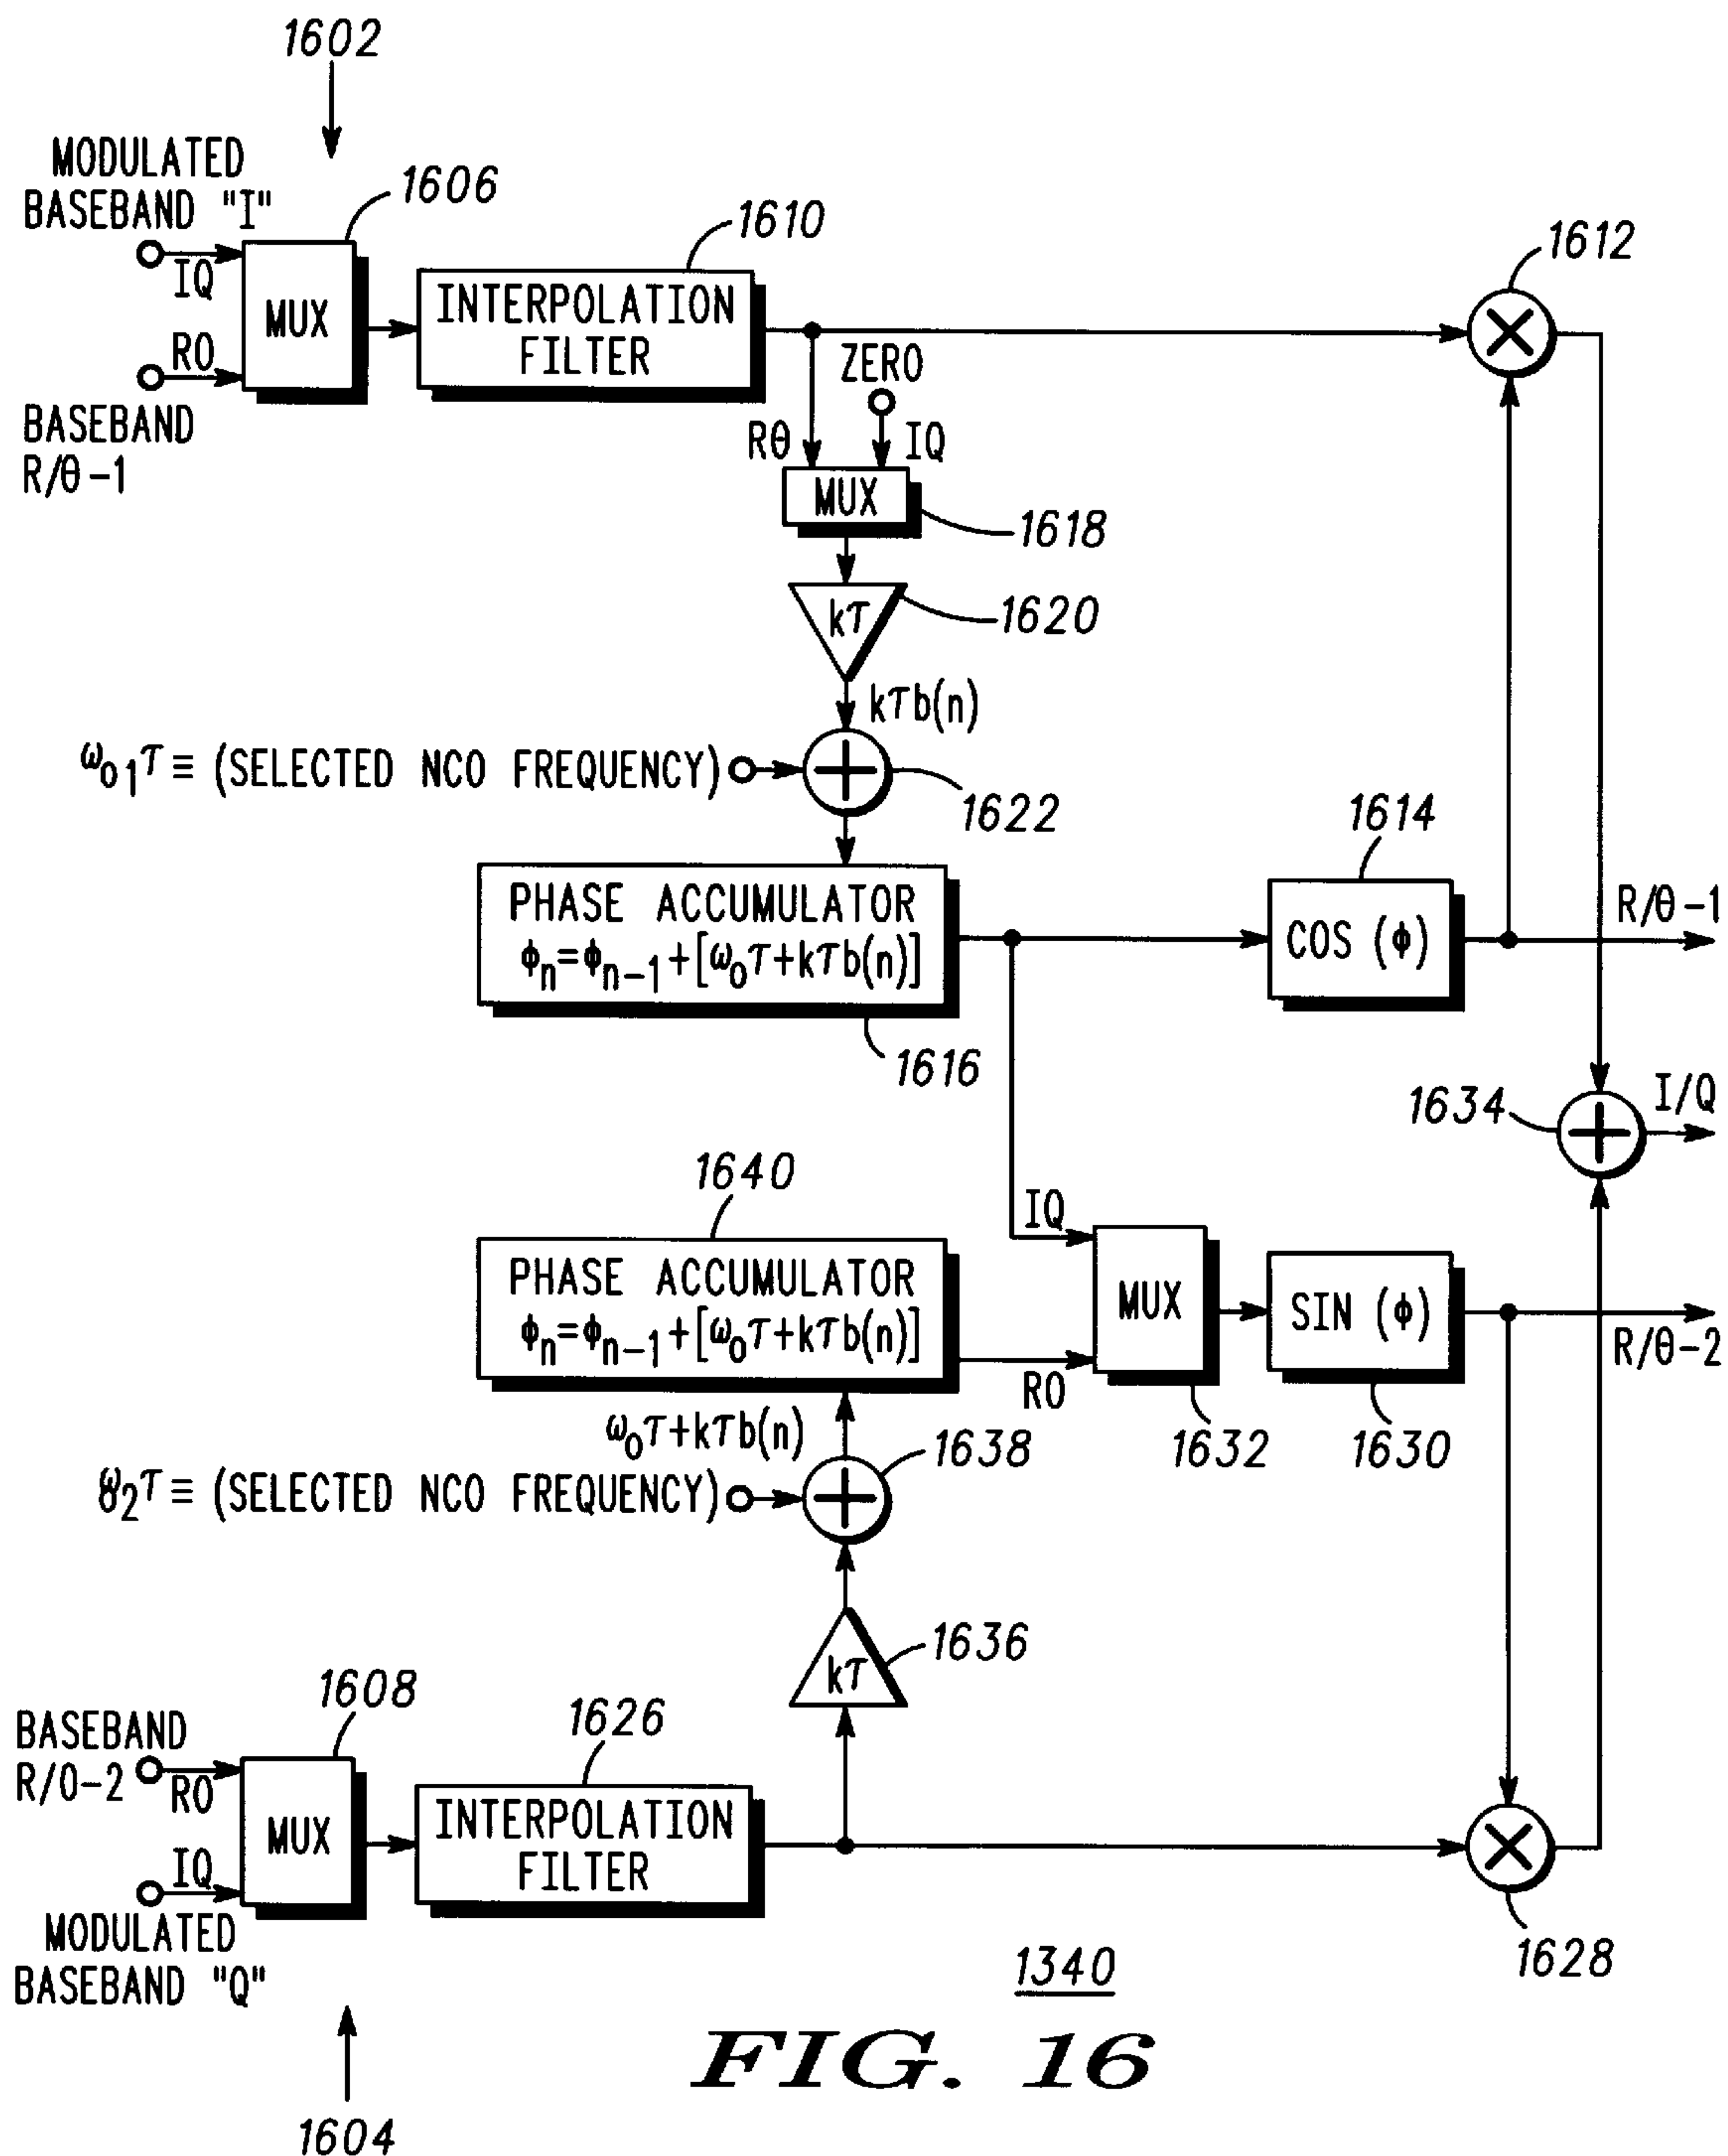 1602
MODULATED
BASEBAND "I"
IQ
RO
BASEBAND
R/θ-1
1606
MUX
1610
INTERPOLATION
FILTER
1612
ZERO
Rθ
IQ
MUX
1618
kτ
1620
kτb(n)
ω01τ ≡ (SELECTED NCO FREQUENCY)
1622
1614
PHASE ACCUMULATOR
ϕn=ϕn-1+[ω0τ+kτb(n)]
1616
COS (ϕ)
R/θ-1
1634
I/Q
1640
IQ
PHASE ACCUMULATOR
ϕn=ϕn-1+[ω0τ+kτb(n)]
RO
MUX
1632
SIN (ϕ)
1630
R/θ-2
ω0τ+kτb(n)
1638
2τ ≡ (SELECTED NCO FREQUENCY)
kτ
1636
1608
BASEBAND
R/0-2
RO
IQ
MUX
MODULATED
BASEBAND "Q"
1626
INTERPOLATION
FILTER
1628
1604
1340
FIG. 16